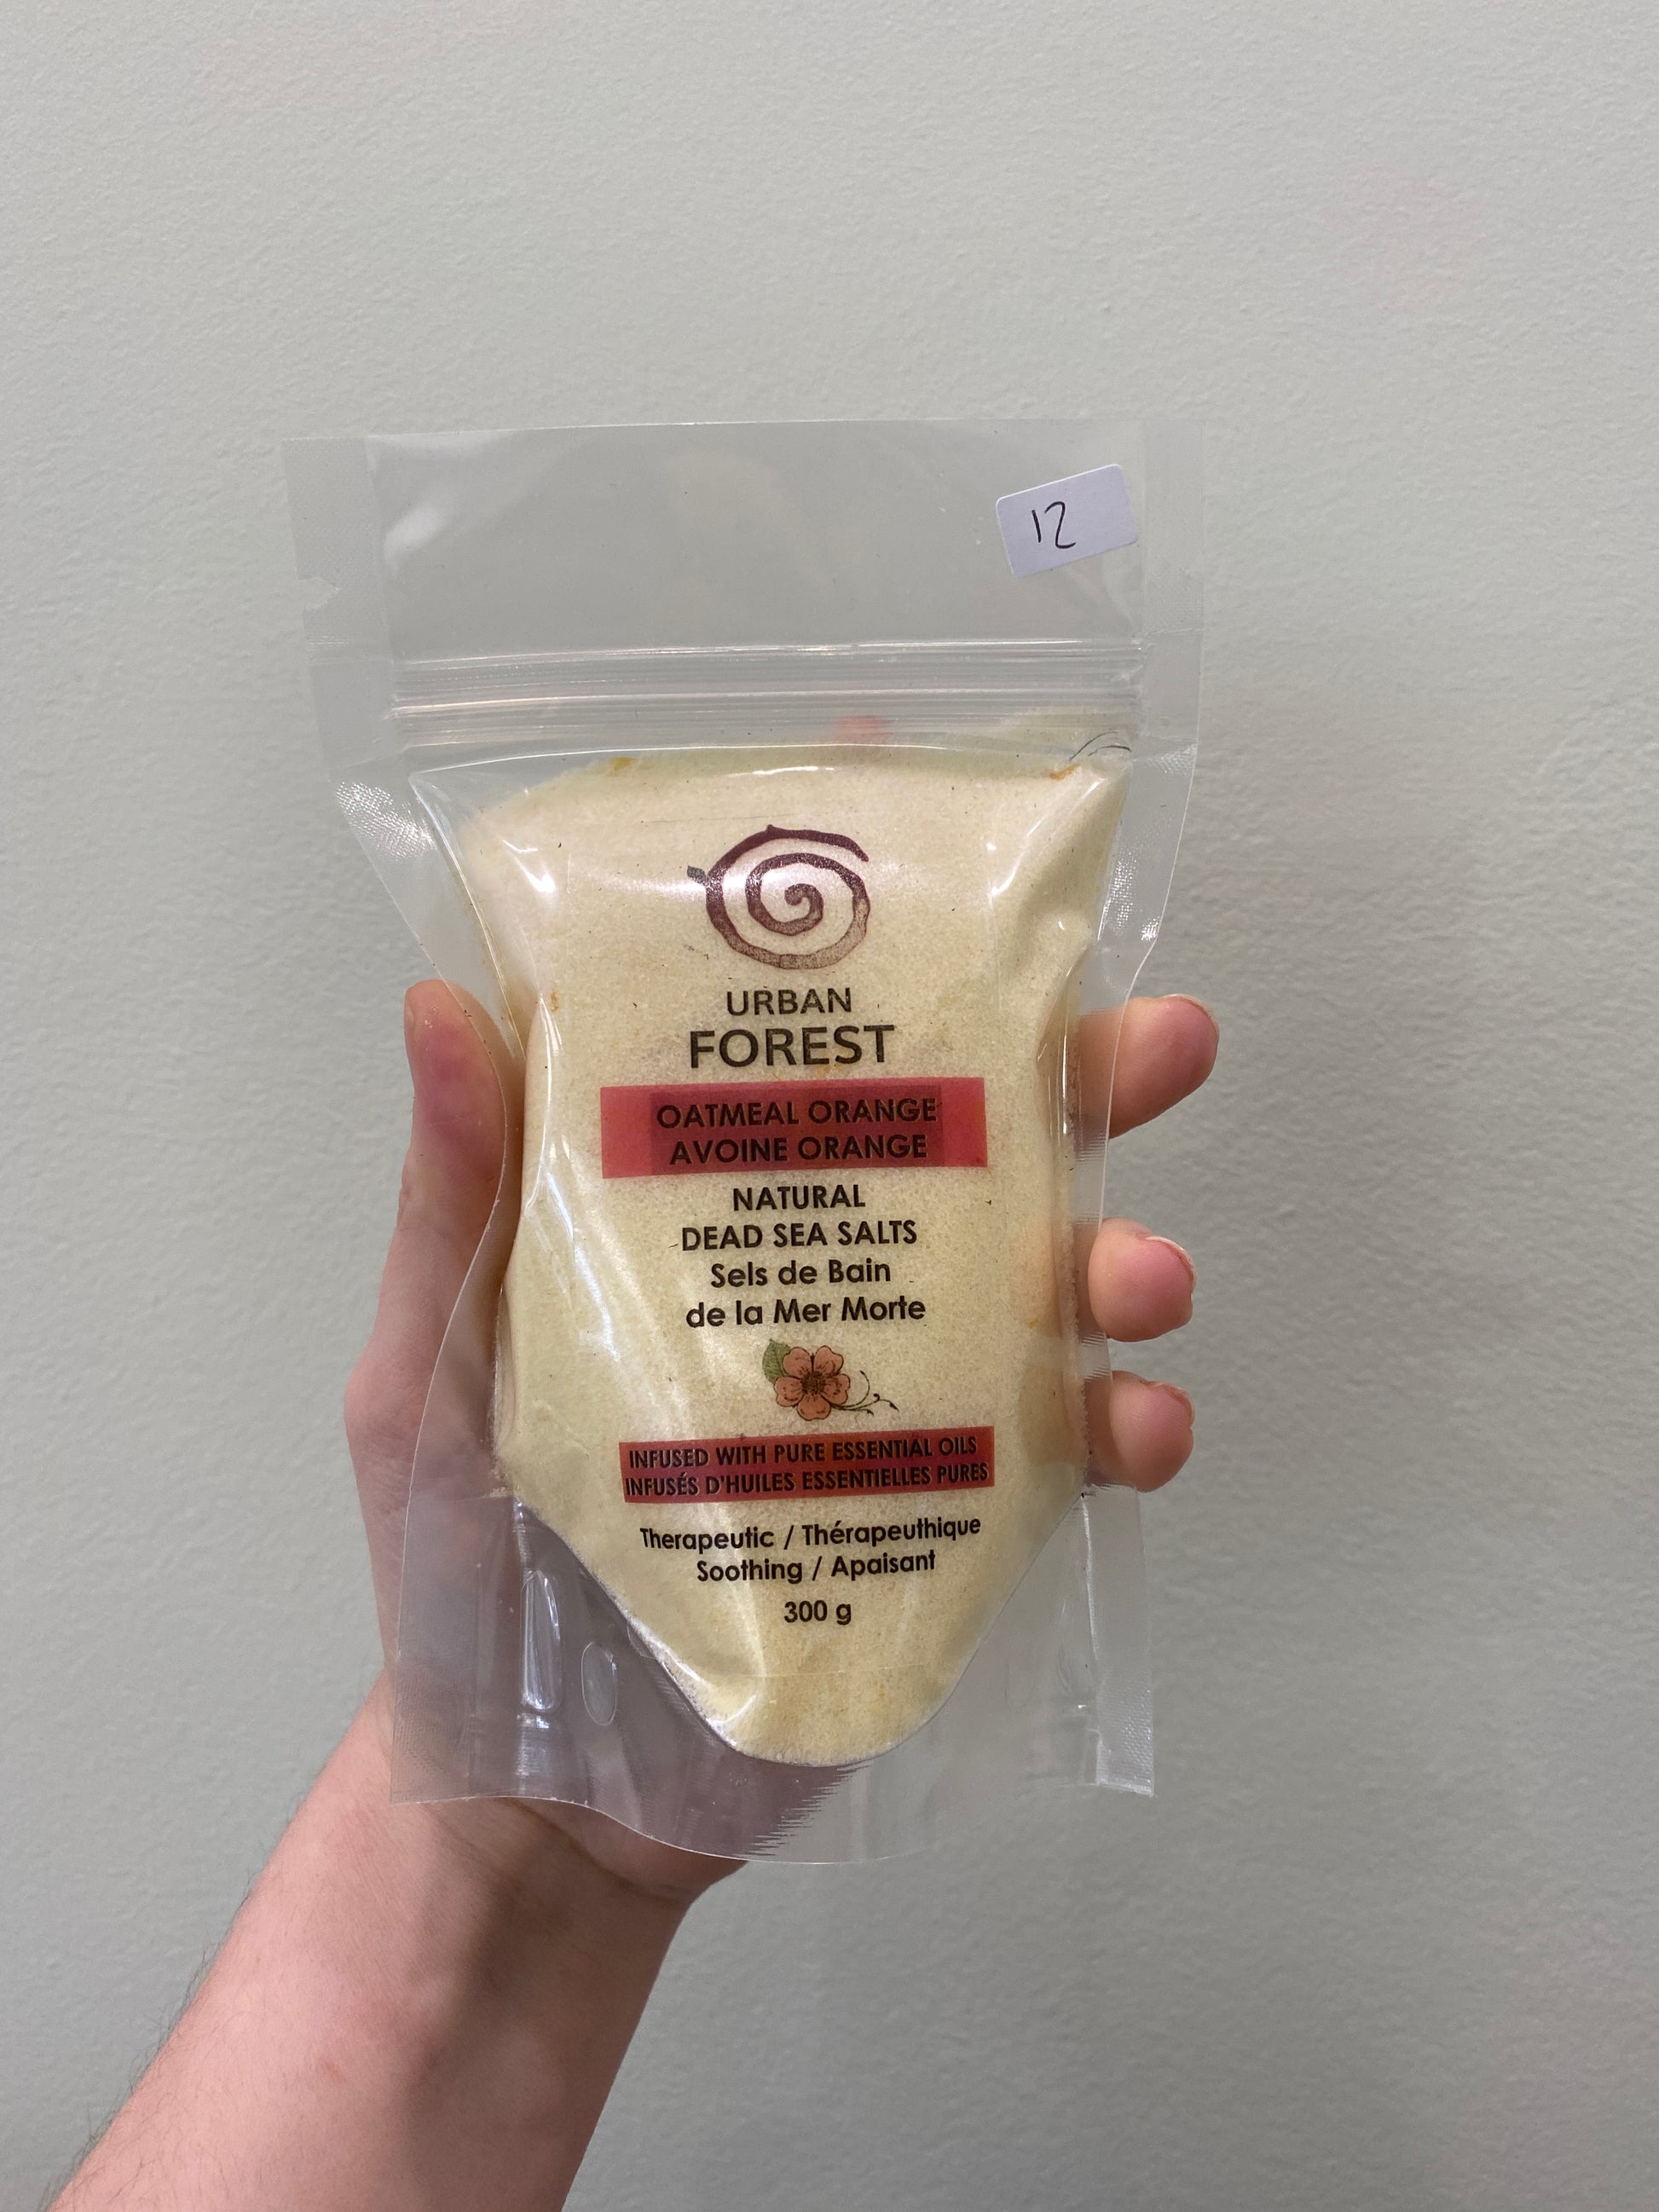 12
URBAN
FOREST
OATMEAL ORANGE
AVOINE ORANGE
NATURAL
DEAD SEA SALTS
Sels de Bain
de la Mer Morte
INFUSED WITH PURE ESSENTIAL OILS
INFUSÉS D'HUILES ESSENTIELLES PURES
Therapeutic / Thérapeuthique
Soothing / Apaisant
300 g